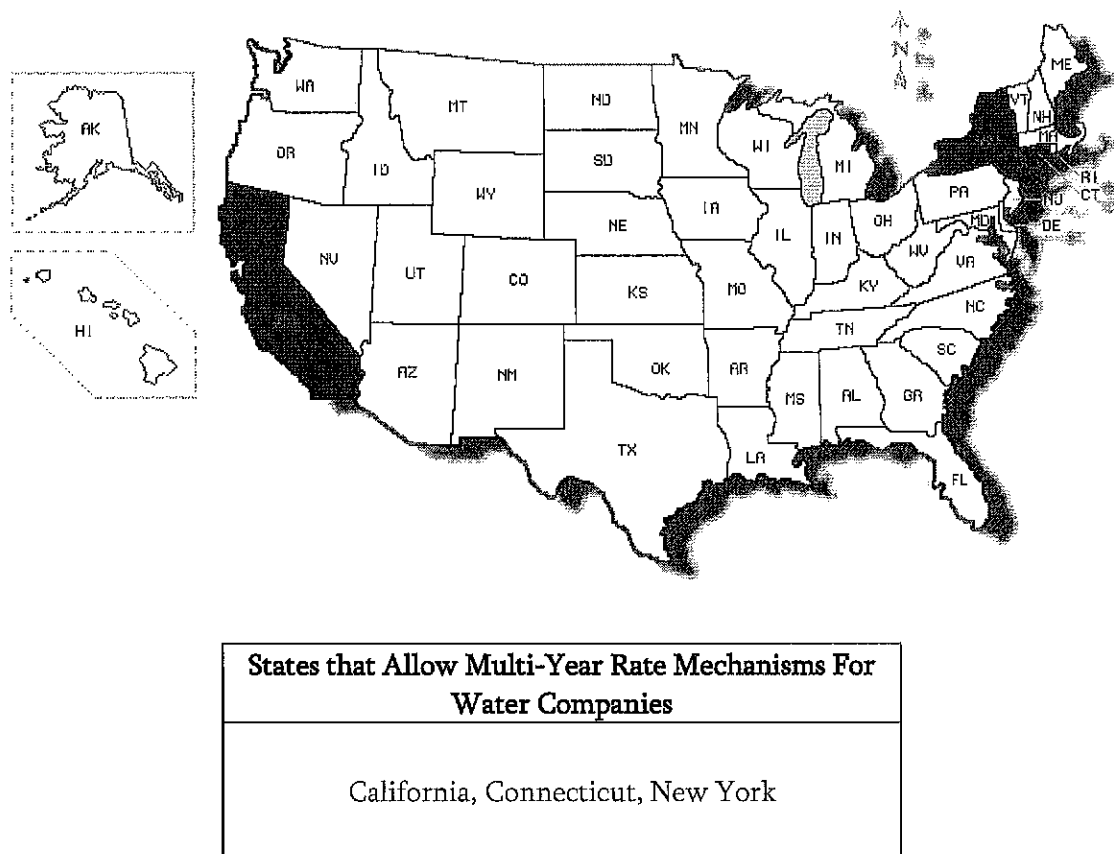 N
ME
WA
VT
AK
MT
ND
MN
NH
MA
OR
ID
SD
WI
MI
WY
RI
PA
CT
IA
NJ
NE
OH
MD
DE
IL
IN
NV
WV
UT
VA
CO
KS
MO
KY
NC
HI
TN
SC
AZ
NM
OK
AR
MS
AL
GA
TX
LA
FL
States that Allow Multi-Year Rate Mechanisms For
Water Companies
California, Connecticut, New York